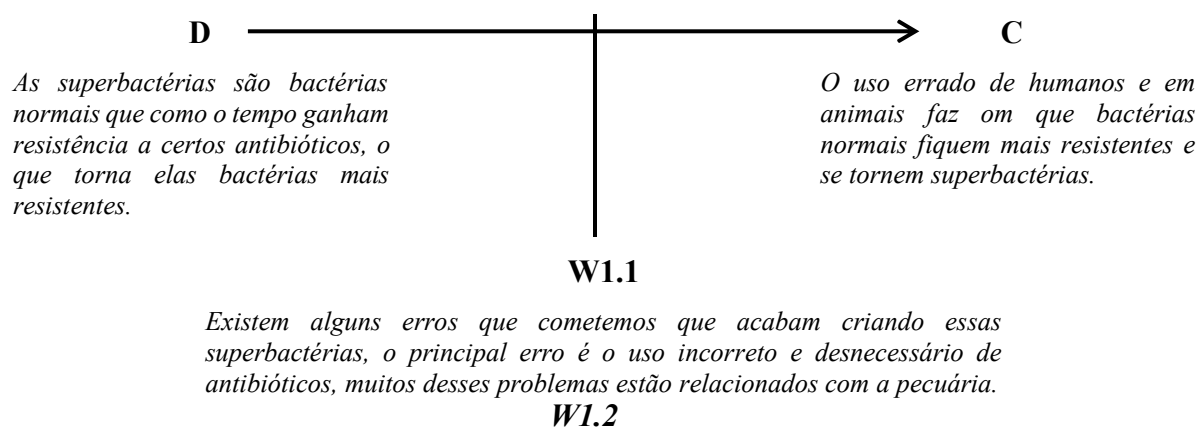 D C
As superbactérias são bactérias
normais que como o tempo ganham
resistência a certos antibióticos, o
que torna elas bactérias mais
resistentes.
O uso errado de humanos e em
animais faz om que bactérias
normais fiquem mais resistentes e
se tornem superbactérias.
W1.1
Existem alguns erros que cometemos que acabam criando essas
superbactérias, o principal erro é o uso incorreto e desnecessário de
antibióticos, muitos desses problemas estão relacionados com a pecuária.
W1.2